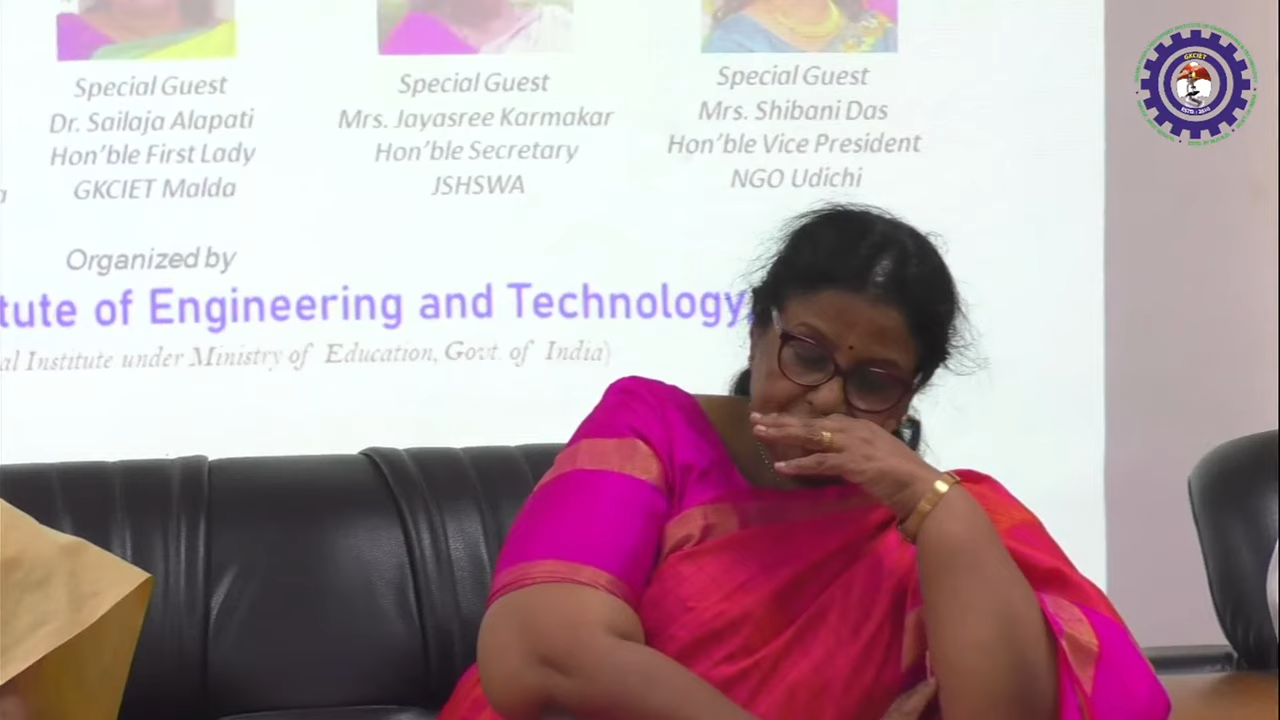 Special Guest
Dr. Sailaja Alapati
Hon'ble First Lady
GKCIET Malda
Special Guest
Mrs. Jayasree Karmakar
Hon'ble Secretary
JSHSWA
Special Guest
Mrs. Shibani Das
Hon'ble Vice President
NGO Udichi
Organized by
tute of Engineering and Technology,
al Institute under Ministry of Education, Govt. of India)
GKCIET
ESTD : 2010